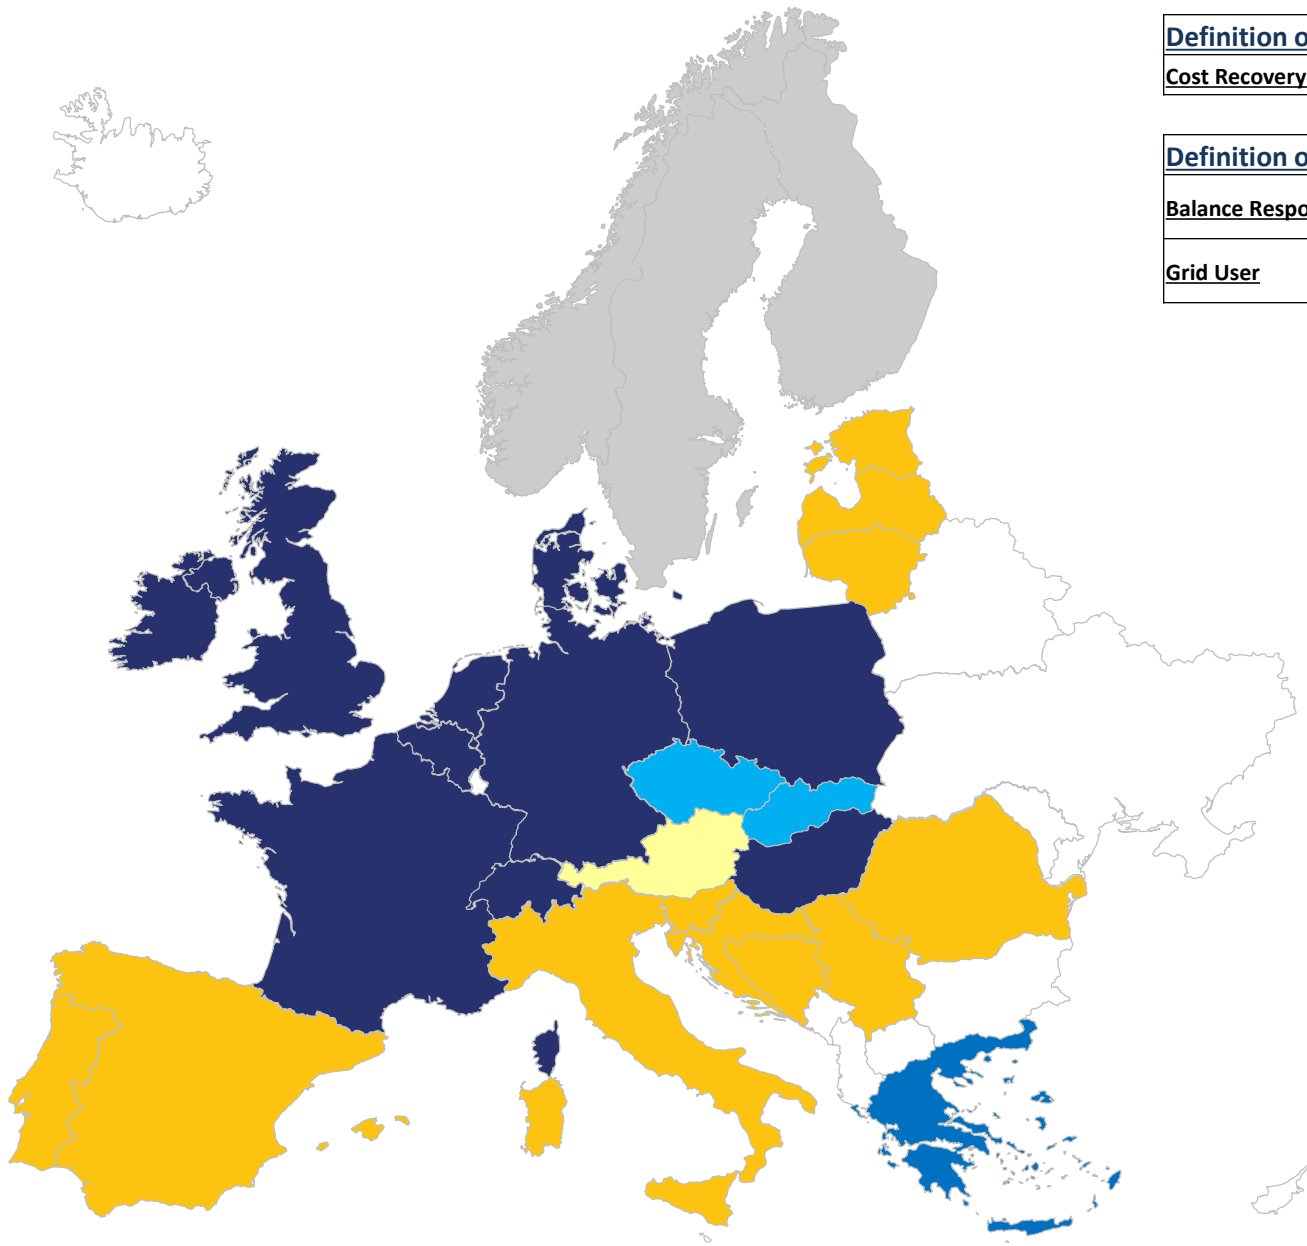 Definition o
Cost Recovery
Definition o
Balance Respo
Grid User